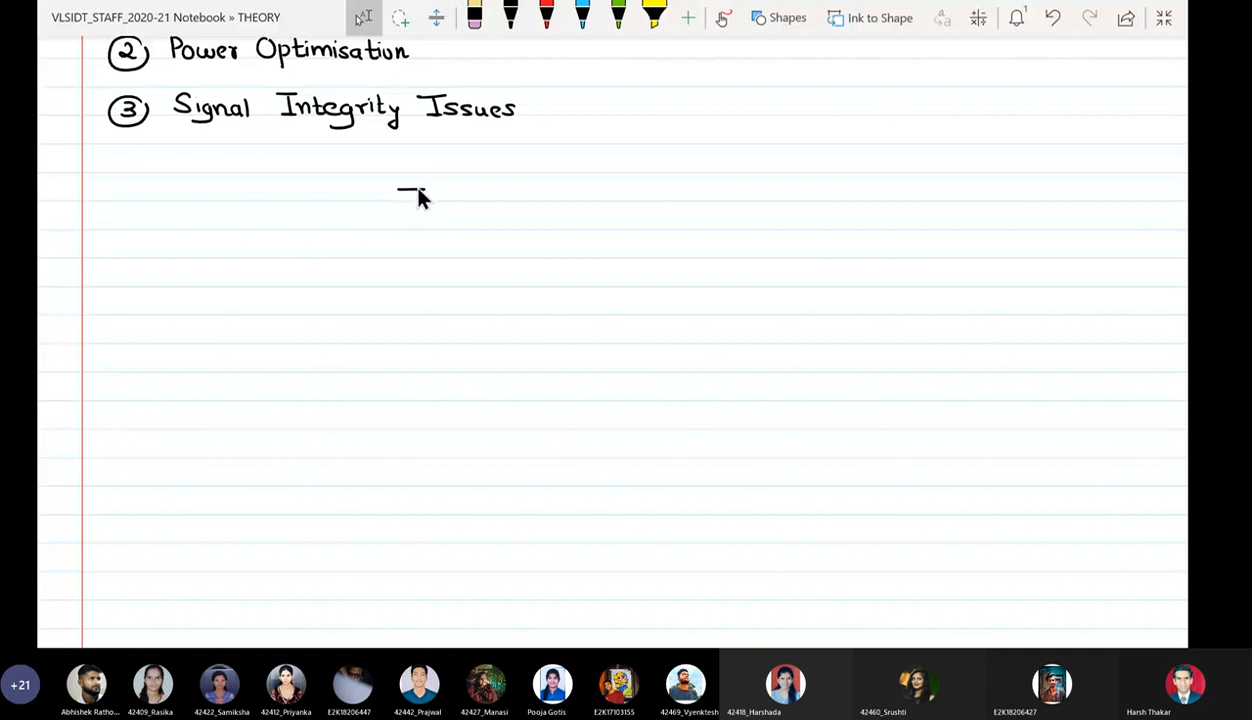 VLSIDT_STAFF_2020-21 Notebook » THEORY
Shapes
Ink to Shape
1
② Power Optimisation
③ Signal Integrity Issues
+21
Abhishek Ratho...
42409_Rasika
42422_Samiksha
42412_Priyanka
E2K18206447
42442_Prajwal
42427_Manasi
Pooja Gotis
E2K17103155
42469_Vyenktesh
42418_Harshada
42460_Srushti
E2K18206427
Harsh Thakar